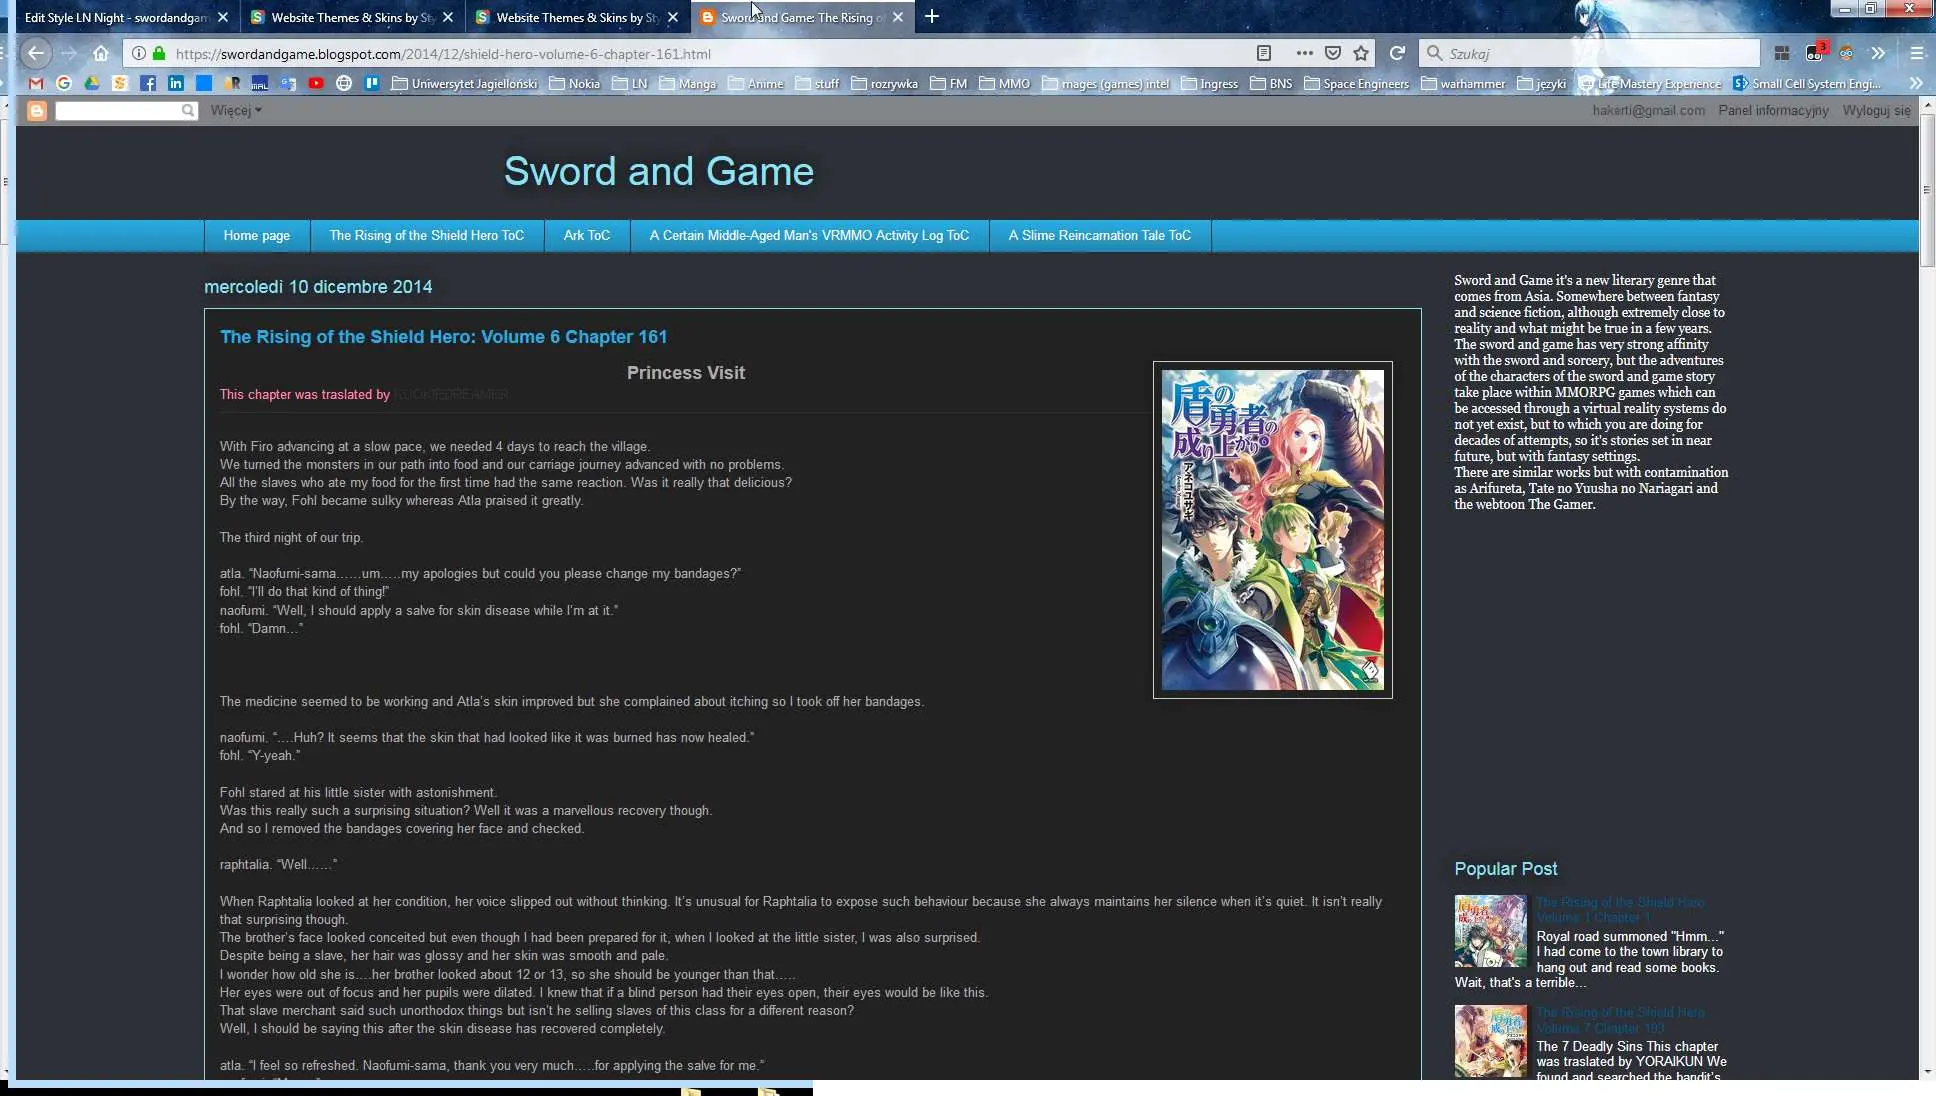 Edit Style LN Night - swordandgam
Website Themes & Skins by Sty
Website Themes & Skins by Sty
Sword and Game: The Rising of
https://swordandgame.blogspot.com/2014/12/shield-hero-volume-6-chapter-161.html
Szukaj
3
Uniwersytet Jagielloński
Nokia
LN
Manga
Anime
stuff
rozrywka
FM
MMO
mages (games) intel
Ingress
BNS
Space Engineers
warhammer
języki
Life Mastery Experience
Small Cell System Engi...
Więcej
hakerti@gmail.com
Panel informacyjny
Wyloguj się
Sword and Game
Home page
The Rising of the Shield Hero ToC
Ark ToC
A Certain Middle-Aged Man's VRMMO Activity Log ToC
A Slime Reincarnation Tale ToC
mercoledì 10 dicembre 2014
The Rising of the Shield Hero: Volume 6 Chapter 161
Princess Visit
This chapter was traslated by KOOKIEDREAMER
盾の勇者の成り上がり
アネコユサギ
With Firo advancing at a slow pace, we needed 4 days to reach the village.
We turned the monsters in our path into food and our carriage journey advanced with no problems.
All the slaves who ate my food for the first time had the same reaction. Was it really that delicious?
By the way, Fohl became sulky whereas Atla praised it greatly.
The third night of our trip.
atla. “Naofumi-sama……um…..my apologies but could you please change my bandages?”
fohl. “I’ll do that kind of thing!”
naofumi. “Well, I should apply a salve for skin disease while I’m at it.”
fohl. “Damn…”
The medicine seemed to be working and Atla’s skin improved but she complained about itching so I took off her bandages.
naofumi. “….Huh? It seems that the skin that had looked like it was burned has now healed.”
fohl. “Y-yeah.”
Fohl stared at his little sister with astonishment.
Was this really such a surprising situation? Well it was a marvellous recovery though.
And so I removed the bandages covering her face and checked.
raphtalia. “Well……”
When Raphtalia looked at her condition, her voice slipped out without thinking. It’s unusual for Raphtalia to expose such behaviour because she always maintains her silence when it’s quiet. It isn’t really
that surprising though.
The brother’s face looked conceited but even though I had been prepared for it, when I looked at the little sister, I was also surprised.
Despite being a slave, her hair was glossy and her skin was smooth and pale.
I wonder how old she is….her brother looked about 12 or 13, so she should be younger than that…..
Her eyes were out of focus and her pupils were dilated. I knew that if a blind person had their eyes open, their eyes would be like this.
That slave merchant said such unorthodox things but isn’t he selling slaves of this class for a different reason?
Well, I should be saying this after the skin disease has recovered completely.
atla. “I feel so refreshed. Naofumi-sama, thank you very much…..for applying the salve for me.”
Sword and Game it's a new literary genre that
comes from Asia. Somewhere between fantasy
and science fiction, although extremely close to
reality and what might be true in a few years.
The sword and game has very strong affinity
with the sword and sorcery, but the adventures
of the characters of the sword and game story
take place within MMORPG games which can
be accessed through a virtual reality systems do
not yet exist, but to which you are doing for
decades of attempts, so it's stories set in near
future, but with fantasy settings.
There are similar works but with contamination
as Arifureta, Tate no Yuusha no Nariagari and
the webtoon The Gamer.
Popular Post
The Rising of the Shield Hero
Volume 1 Chapter 1
Royal road summoned "Hmm..."
I had come to the town library to
hang out and read some books.
Wait, that's a terrible...
The Rising of the Shield Hero
Volume 7 Chapter 193
The 7 Deadly Sins This chapter
was traslated by YORAIKUN We
found and searched the bandit's